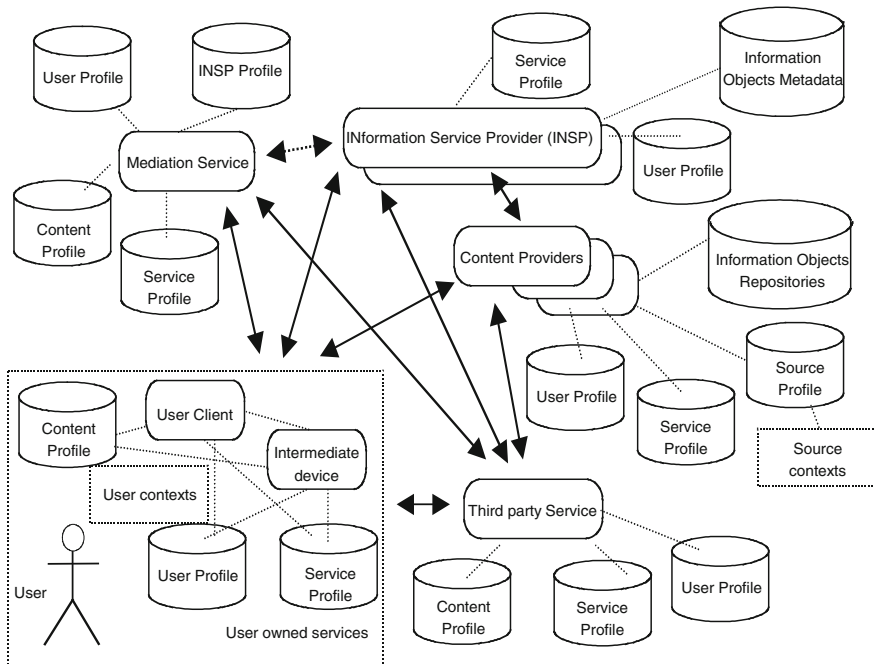 User Profile
INSP Profile
Service
Profile
Information
Objects Metadata
INformation Service Provider (INSP)
Mediation Service
User Profile
Content
Profile
Service
Profile
Content Providers
Information Objects
Repositories
User Profile
Service
Profile
Source
Profile
Source
contexts
Content
Profile
User Client
Intermediate
device
User contexts
User Profile
Service
Profile
User
User owned services
Third party Service
Content
Profile
Service
Profile
User Profile